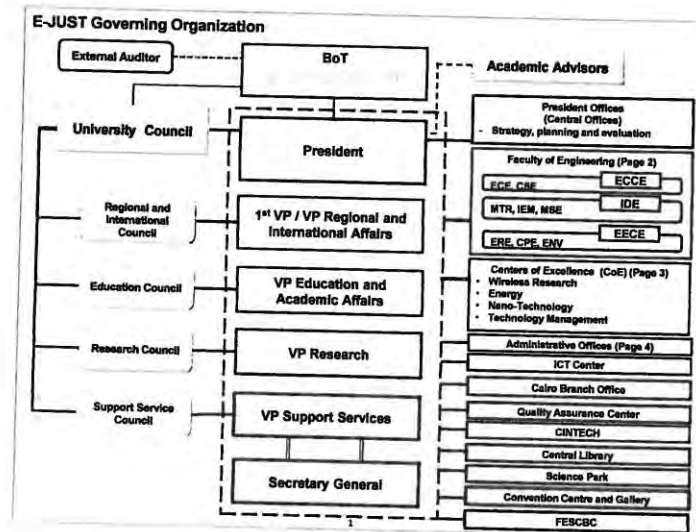 E-JUST Governing Organization
External Auditor
BoT
Academic Advisors
University Council
President
President Offices
(Central Offices)
- Strategy, planning and evaluation
Faculty of Engineering (Page 2)
ECCE
ECE, CSE
IDE
MTR, IEM, MSE
EECE
ERE, CPE, ENV
Regional and
International
Council
1st VP / VP Regional and
International Affairs
Centers of Excellence (CoE) (Page 3)
• Wireless Research
• Energy
• Nano-Technology
• Technology Management
Education Council
VP Education and
Academic Affairs
Research Council
VP Research
Administrative Offices (Page 4)
ICT Center
Cairo Branch Office
Support Service
Council
VP Support Services
Quality Assurance Center
CINTECH
Central Library
Secretary General
Science Park
Convention Centre and Gallery
FESCBC
1